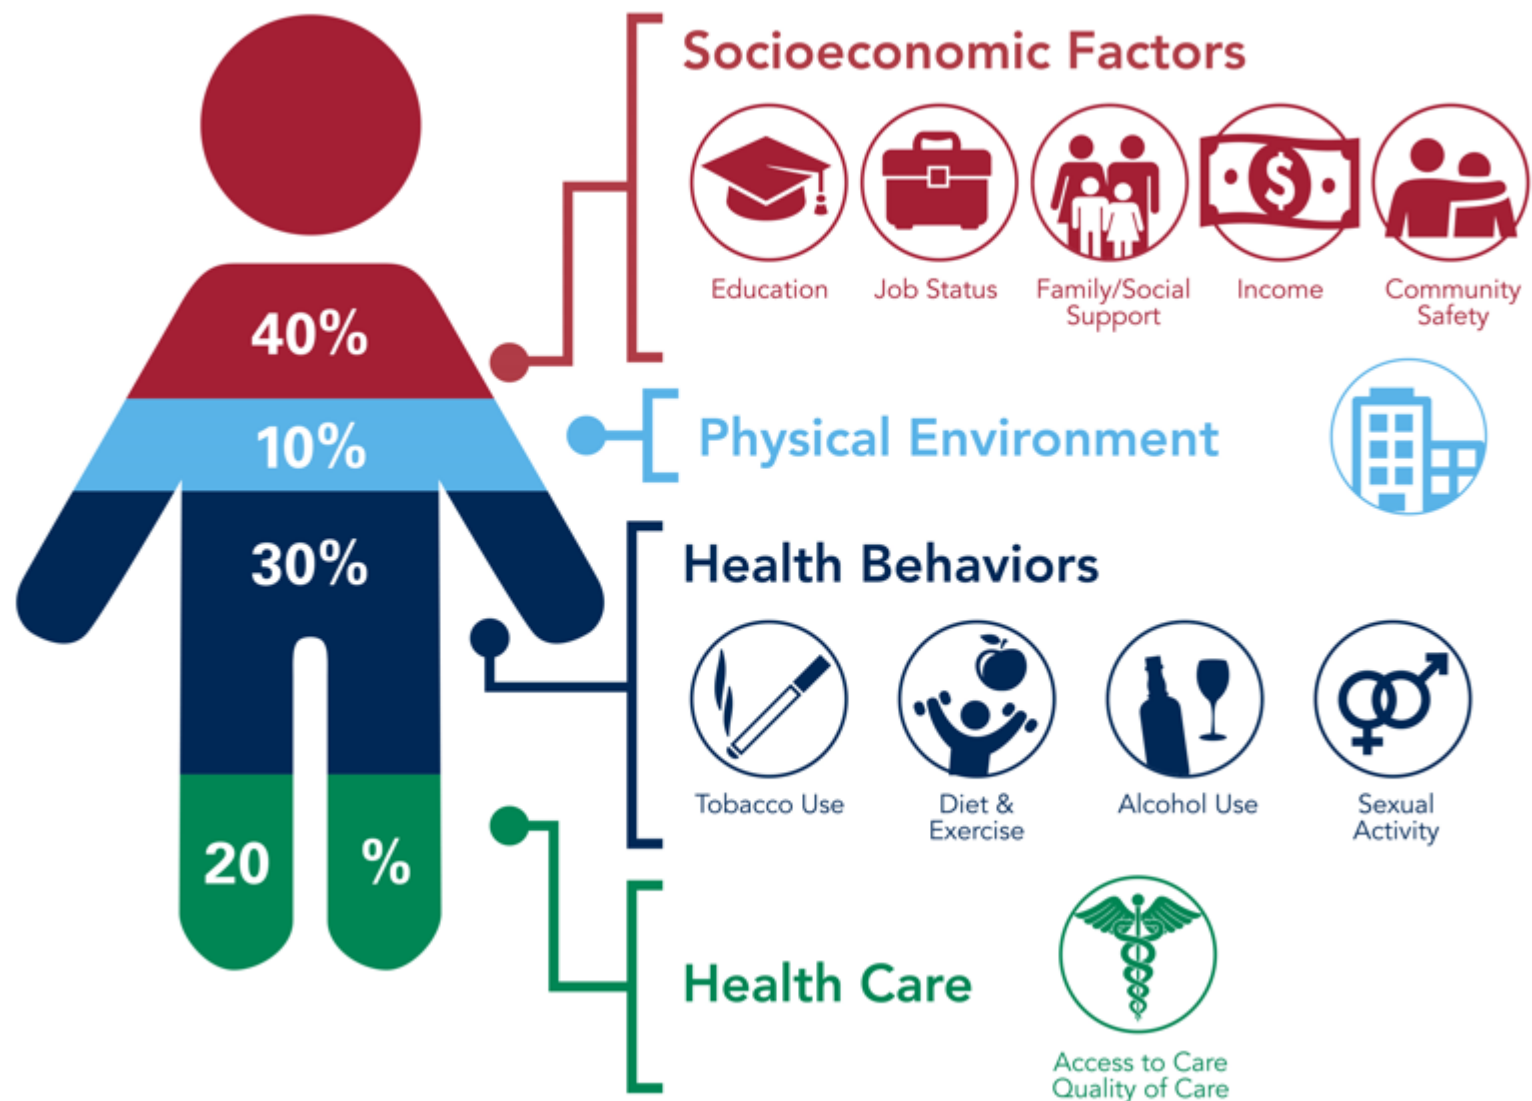 Socioeconomic Factors
Education
Job Status
Family/Social
Support
Income
Community
Safety
40%
10%
Physical Environment
30%
Health Behaviors
Tobacco Use
Diet &
Exercise
Alcohol Use
Sexual
Activity
20 %
Health Care
Access to Care
Quality of Care
$